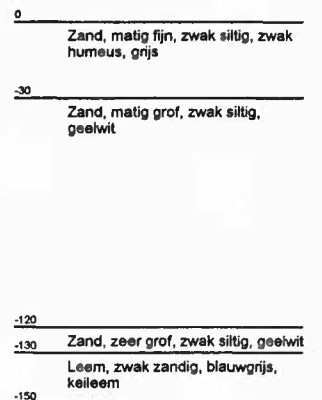 0
Zand, matig fijn, zwak siltig, zwak
humeus, grijs
-30
Zand, matig grof, zwak siltig,
geelwit
-120
-130 Zand, zeer grof, zwak siltig, geelwit
Leem, zwak zandig, blauwgrijs,
keileem
-150